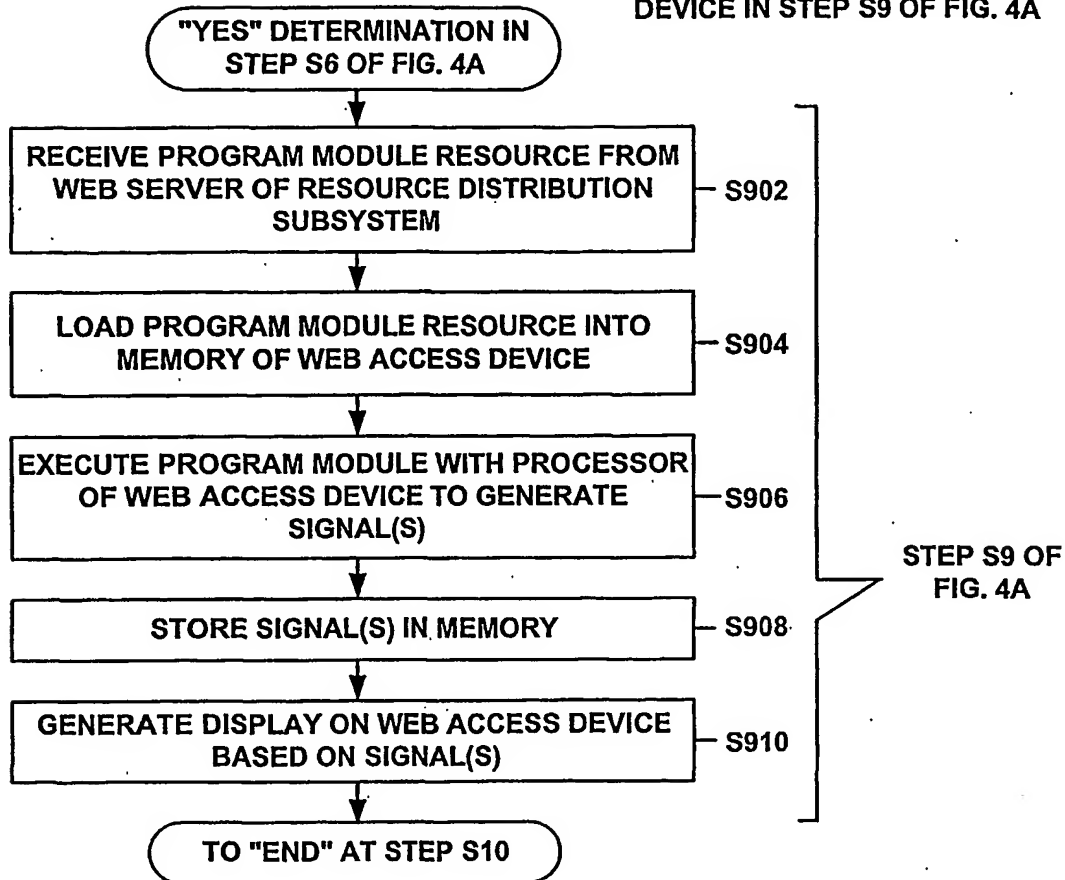 DEVICE IN STEP S9 OF FIG. 4A
"YES" DETERMINATION IN
STEP S6 OF FIG. 4A
RECEIVE PROGRAM MODULE RESOURCE FROM
WEB SERVER OF RESOURCE DISTRIBUTION
SUBSYSTEM
S902
LOAD PROGRAM MODULE RESOURCE INTO
MEMORY OF WEB ACCESS DEVICE
S904
EXECUTE PROGRAM MODULE WITH PROCESSOR
OF WEB ACCESS DEVICE TO GENERATE
SIGNAL(S)
S906
STORE SIGNAL(S) IN MEMORY
S908
GENERATE DISPLAY ON WEB ACCESS DEVICE
BASED ON SIGNAL(S)
S910
TO "END" AT STEP S10
STEP S9 OF
FIG. 4A